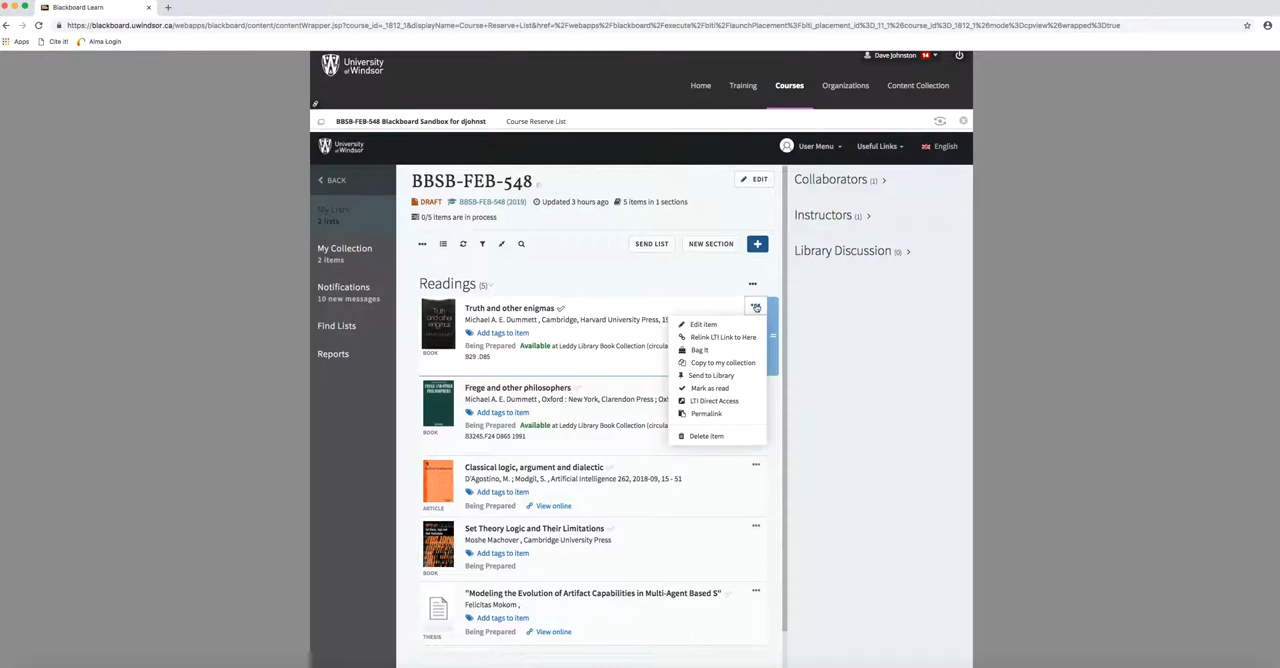 Blackboard Learn
https://blackboard.uwindsor.ca/webapps/blackboard/content/contentWrapper.jsp?course_id=_1812_1&displayName=Course+Reserve+List&href=%2Fwebapps%2Fblackboard%2Fexecute%2Fblti%2FlaunchPlacement%3Fblti_placement_id%3D_11_1%26course_id%3D_1812_1%26mode%3Dcpview%26wrapped%3Dtrue
Apps
Cite it!
Alma Login
University of Windsor
Dave Johnston 14
Home
Training
Courses
Organizations
Content Collection
BBSB-FEB-548 Blackboard Sandbox for djohnst
Course Reserve List
University of Windsor
User Menu
Useful Links
English
BACK
My Lists
2 lists
My Collection
2 items
Notifications
10 new messages
Find Lists
Reports
BBSB-FEB-548
EDIT
DRAFT
BBSB-FEB-548 (2019)
Updated 3 hours ago
5 items in 1 sections
0/5 items are in process
SEND LIST
NEW SECTION
Readings (5)
Truth and other enigmas
Michael A. E. Dummett , Cambridge, Harvard University Press, 19
Add tags to item
Being Prepared Available at Leddy Library Book Collection (circula
B29 .D85
BOOK
Edit item
Relink LTI Link to Here
Bag It
Copy to my collection
Send to Library
Mark as read
LTI Direct Access
Permalink
Delete item
Frege and other philosophers
Michael A. E. Dummett , Oxford : New York, Clarendon Press ; Ox
Add tags to item
Being Prepared Available at Leddy Library Book Collection (circula
B3245.F24 D865 1991
BOOK
Classical logic, argument and dialectic
D'Agostino, M. ; Modgil, S. , Artificial Intelligence 262, 2018-09, 15 - 51
Add tags to item
Being Prepared View online
ARTICLE
Set Theory Logic and Their Limitations
Moshe Machover , Cambridge University Press
Add tags to item
Being Prepared
BOOK
"Modeling the Evolution of Artifact Capabilities in Multi-Agent Based S"
Felicitas Mokom ,
Add tags to item
Being Prepared View online
THESIS
Collaborators (1)
Instructors (1)
Library Discussion (0)